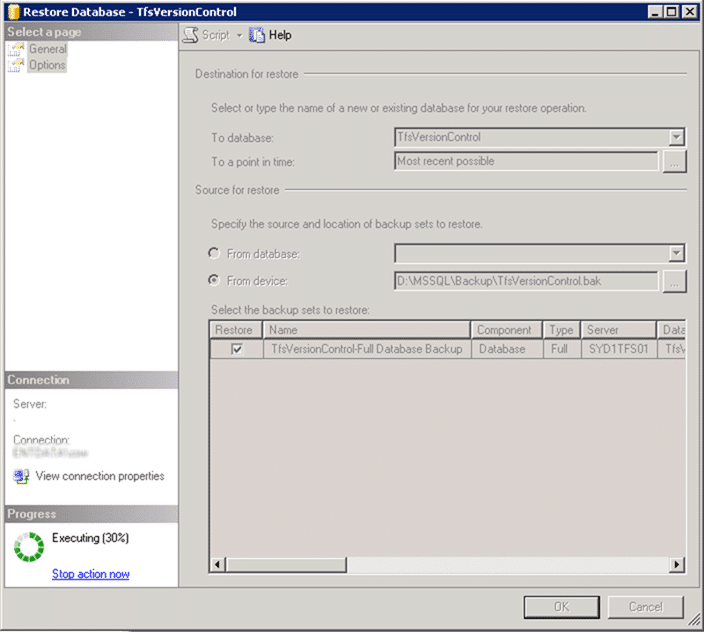 Restore Database - TfsVersionControl
Select a page
General
Options
Script
Help
Destination for restore
Select or type the name of a new or existing database for your restore operation.
To database:
TfsVersionControl
To a point in time:
Most recent possible
...
Source for restore
Specify the source and location of backup sets to restore.
From database:
From device:
D:\MSSQL\Backup\TfsVersionControl.bak
...
Select the backup sets to restore:
Restore Name Component Type Server Data
TfsVersionControl-Full Database Backup Database Full SYD1TFS01 TfsV
Connection
Server:
.
Connection:
View connection properties
Progress
Executing (30%)
Stop action now
OK
Cancel